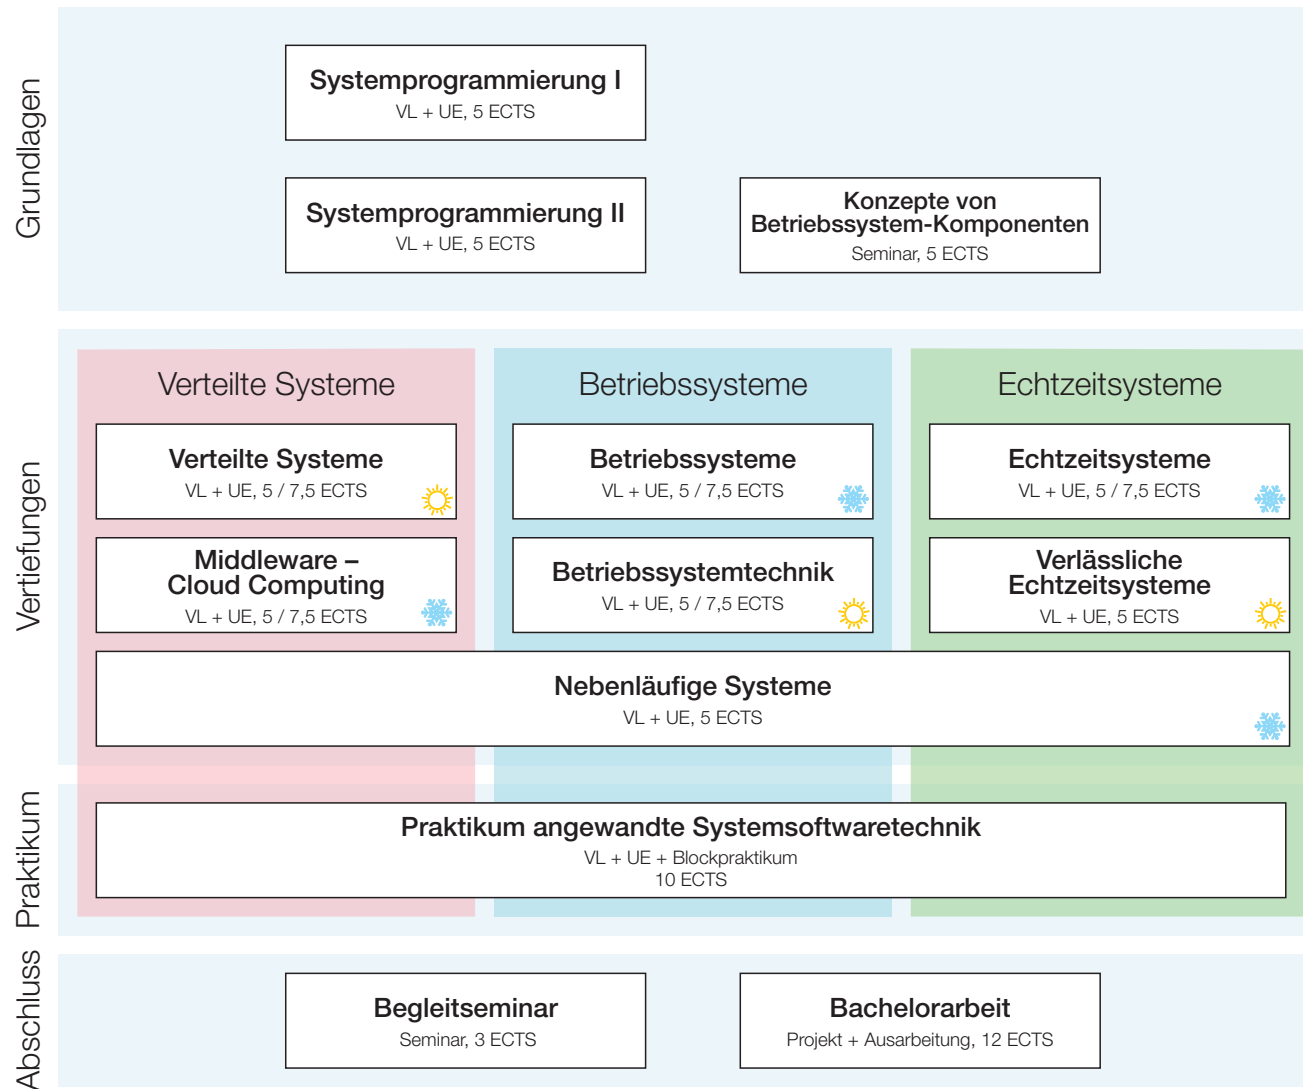 Grundlagen
Systemprogrammierung I
VL + UE, 5 ECTS
Systemprogrammierung II
VL + UE, 5 ECTS
Konzepte von
Betriebssystem-Komponenten
Seminar, 5 ECTS
Vertiefungen
Verteilte Systeme
Betriebssysteme
Echtzeitsysteme
Verteilte Systeme
VL + UE, 5 / 7,5 ECTS
Betriebssysteme
VL + UE, 5 / 7,5 ECTS
Echtzeitsysteme
VL + UE, 5 / 7,5 ECTS
Middleware –
Cloud Computing
VL + UE, 5 / 7,5 ECTS
Betriebssystemtechnik
VL + UE, 5 / 7,5 ECTS
Verlässliche
Echtzeitsysteme
VL + UE, 5 ECTS
Nebenläufige Systeme
VL + UE, 5 ECTS
Praktikum
Praktikum angewandte Systemsoftwaretechnik
VL + UE + Blockpraktikum
10 ECTS
Abschluss
Begleitseminar
Seminar, 3 ECTS
Bachelorarbeit
Projekt + Ausarbeitung, 12 ECTS